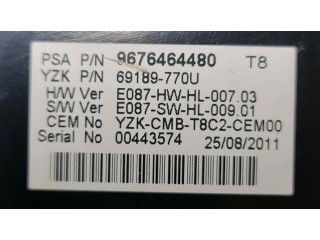 PSA P/N 9676464480 T8
YZK P/N 69189-770U
H/W Ver E087-HW-HL-007.03
S/W Ver E087-SW-HL-009.01
CEM No YZK-CMB-T8C2-CEM00
Serial No 00443574 25/08/2011